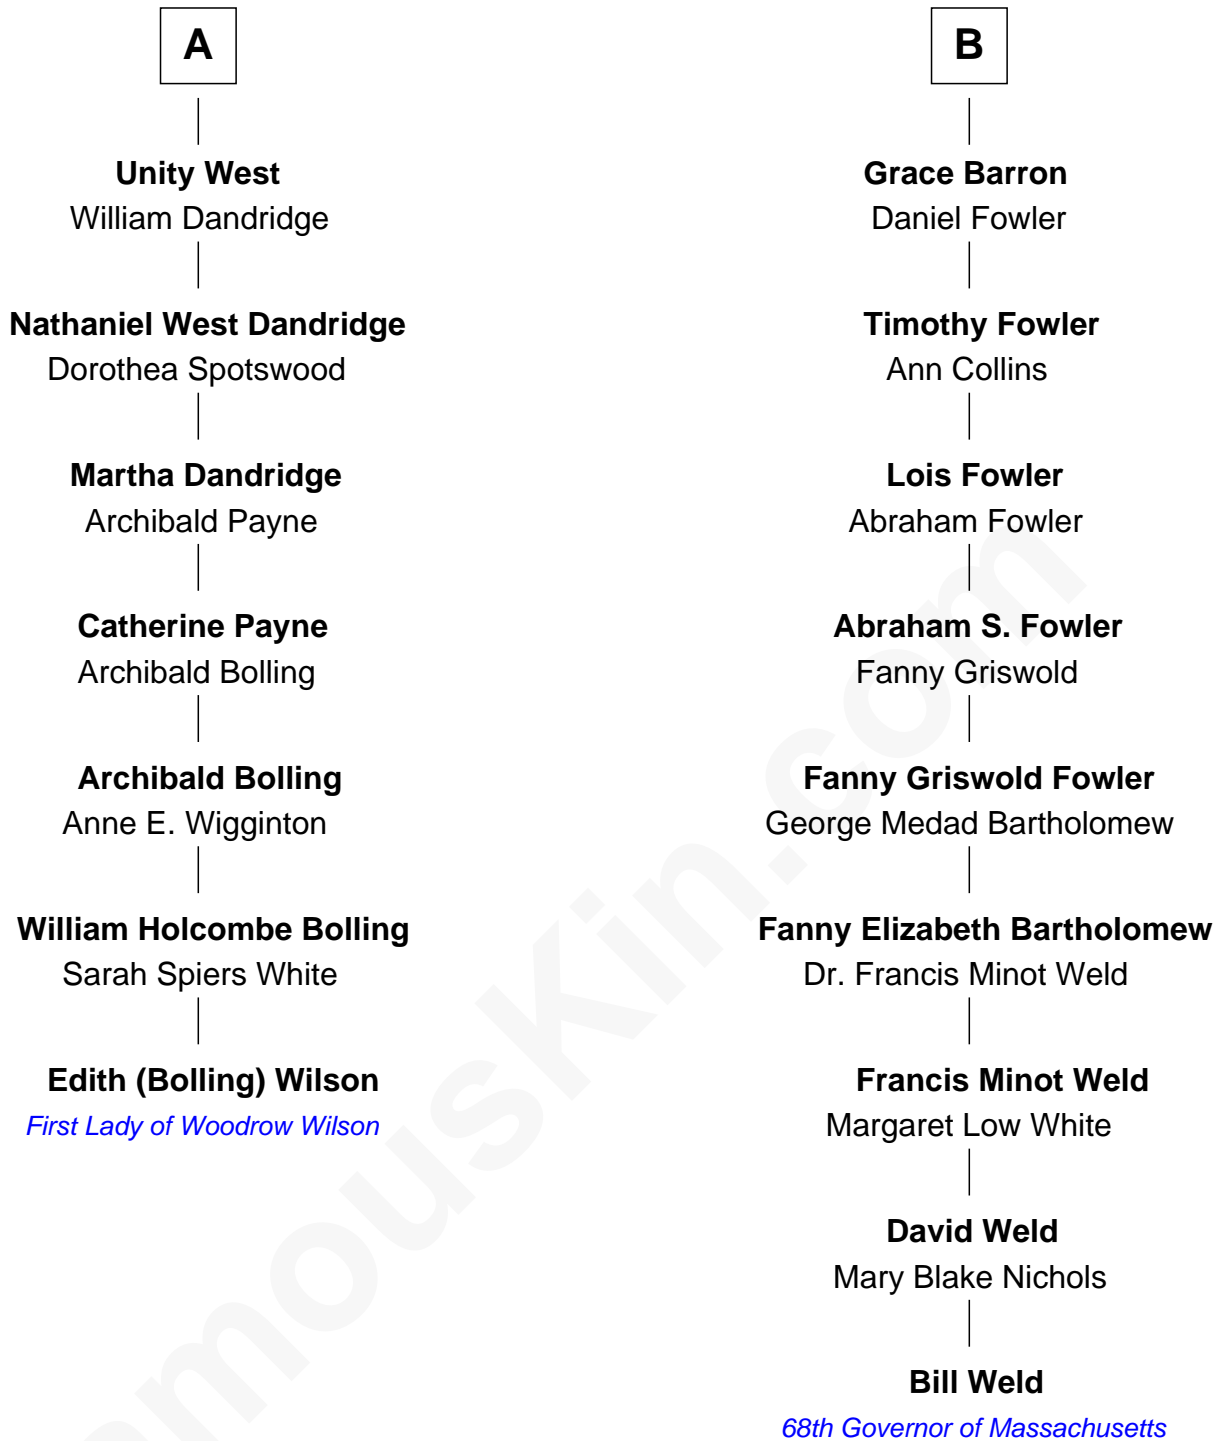 A
Unity West
William Dandridge
Nathaniel West Dandridge
Dorothea Spotswood
Martha Dandridge
Archibald Payne
Catherine Payne
Archibald Bolling
Archibald Bolling
Anne E. Wigginton
William Holcombe Bolling
Sarah Spiers White
Edith (Bolling) Wilson
First Lady of Woodrow Wilson
B
Grace Barron
Daniel Fowler
Timothy Fowler
Ann Collins
Lois Fowler
Abraham Fowler
Abraham S. Fowler
Fanny Griswold
Fanny Griswold Fowler
George Medad Bartholomew
Fanny Elizabeth Bartholomew
Dr. Francis Minot Weld
Francis Minot Weld
Margaret Low White
David Weld
Mary Blake Nichols
Bill Weld
68th Governor of Massachusetts
amousKin.com